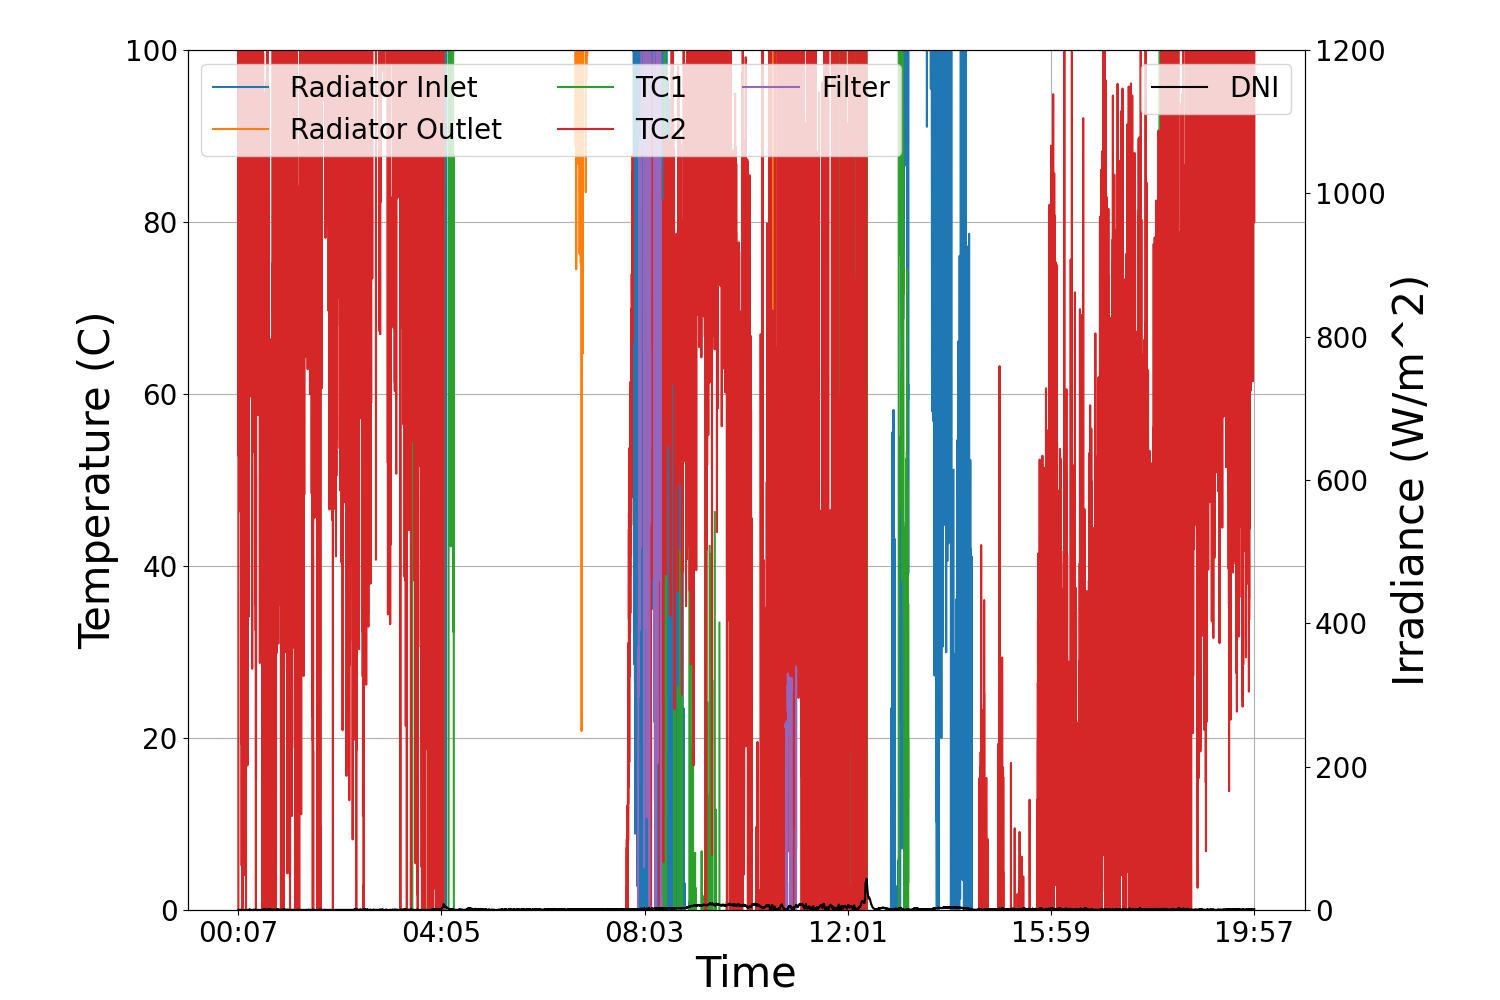 100
80
60
40
20
0
Temperature (C)
Radiator Inlet
Radiator Outlet
TC1
TC2
Filter
DNI
1200
1000
800
600
400
200
0
Irradiance (W/m^2)
00:07
04:05
08:03
12:01
15:59
19:57
Time